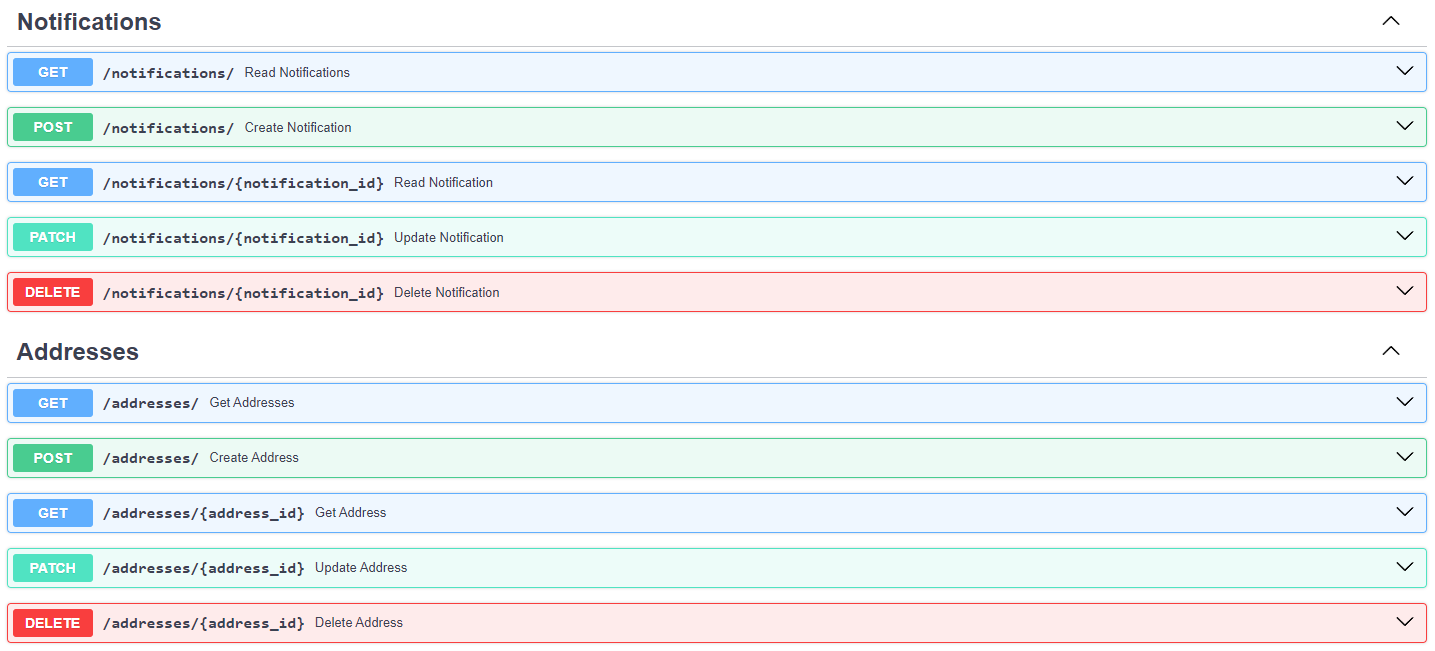 Notifications
GET /notifications/ Read Notifications
POST /notifications/ Create Notification
GET /notifications/{notification_id} Read Notification
PATCH /notifications/{notification_id} Update Notification
DELETE /notifications/{notification_id} Delete Notification
Addresses
GET /addresses/ Get Addresses
POST /addresses/ Create Address
GET /addresses/{address_id} Get Address
PATCH /addresses/{address_id} Update Address
DELETE /addresses/{address_id} Delete Address